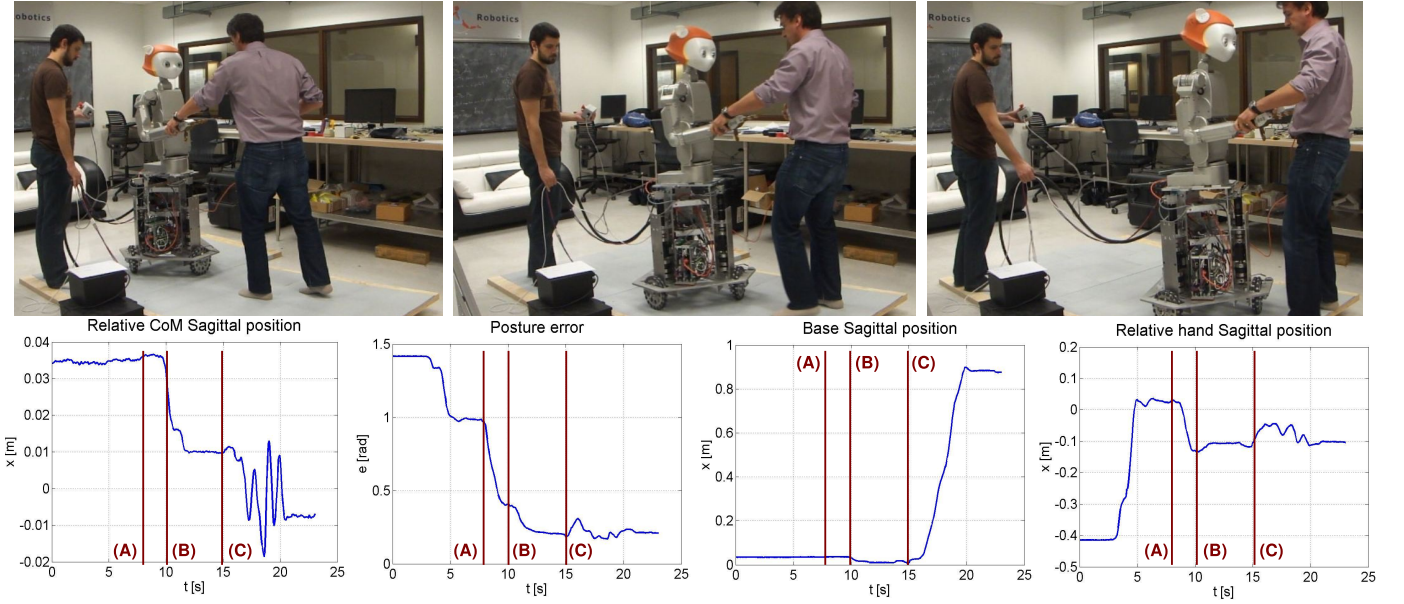 obotics
Robotics
Robotics
Relative CoM Sagittal position
0.04
0.03
0.02
0.01
0
-0.01
-0.02
x [m]
(A)
(B)
(C)
0
5
10
15
20
25
t [s]
Posture error
1.5
1
0.5
0
e [rad]
(A)
(B)
(C)
0
5
10
15
20
25
t [s]
Base Sagittal position
1
0.8
0.6
0.4
0.2
0
x [m]
(A)
(B)
(C)
0
5
10
15
20
25
t [s]
Relative hand Sagittal position
0.2
0.1
0
-0.1
-0.2
-0.3
-0.4
-0.5
x [m]
(A)
(B)
(C)
0
5
10
15
20
25
t [s]